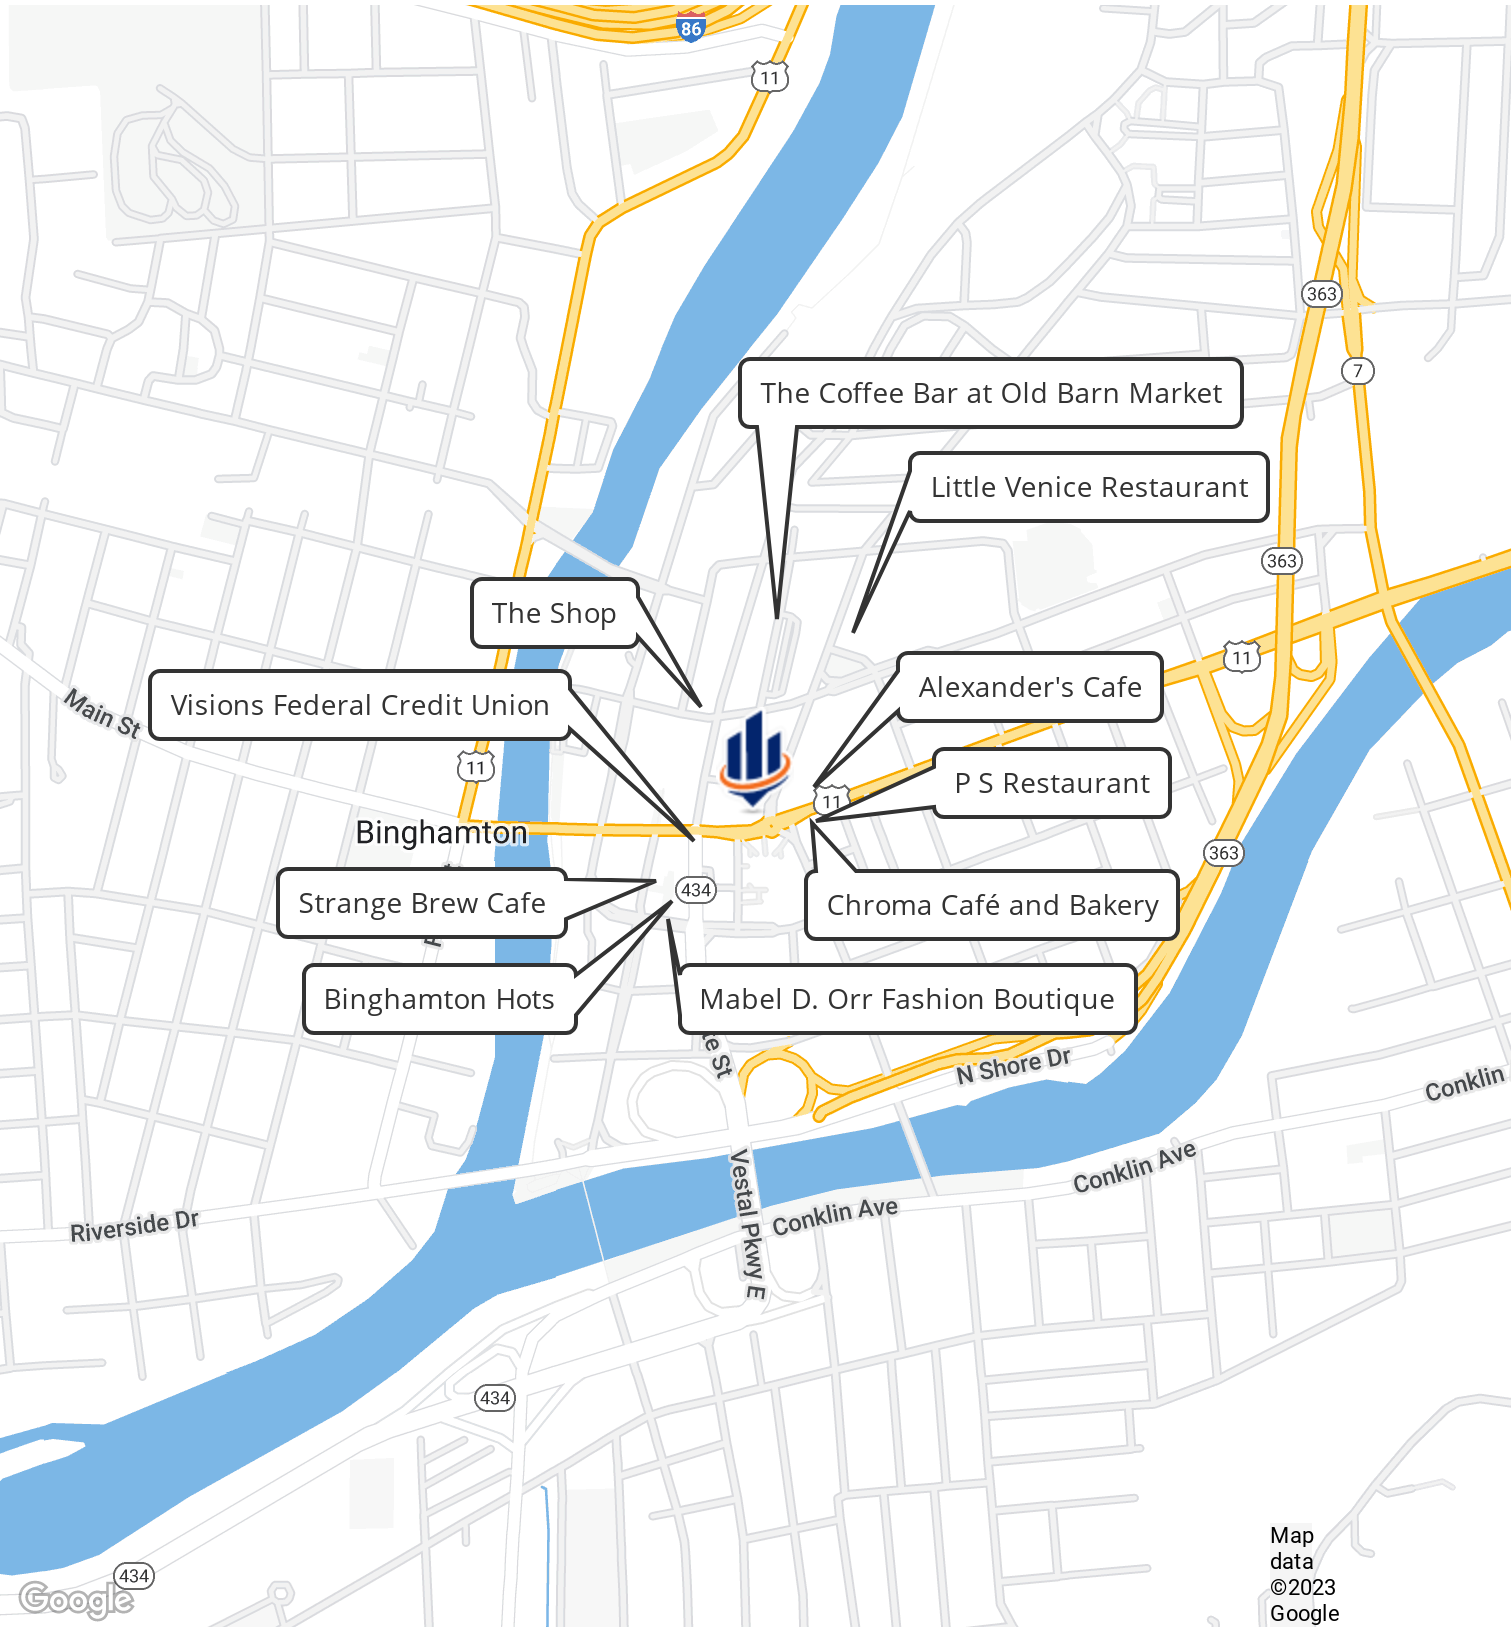 86
11
363
7
The Coffee Bar at Old Barn Market
Little Venice Restaurant
363
The Shop
11
Alexander's Cafe
Visions Federal Credit Union
Main St
11
P S Restaurant
11
Binghamton
363
Strange Brew Cafe
434
Chroma Café and Bakery
Binghamton Hots
Mabel D. Orr Fashion Boutique
te St
N Shore Dr
Conklin
Vestal Pkwy E
Conklin Ave
Conklin Ave
Riverside Dr
434
434
Google
Map
data
©2023
Google